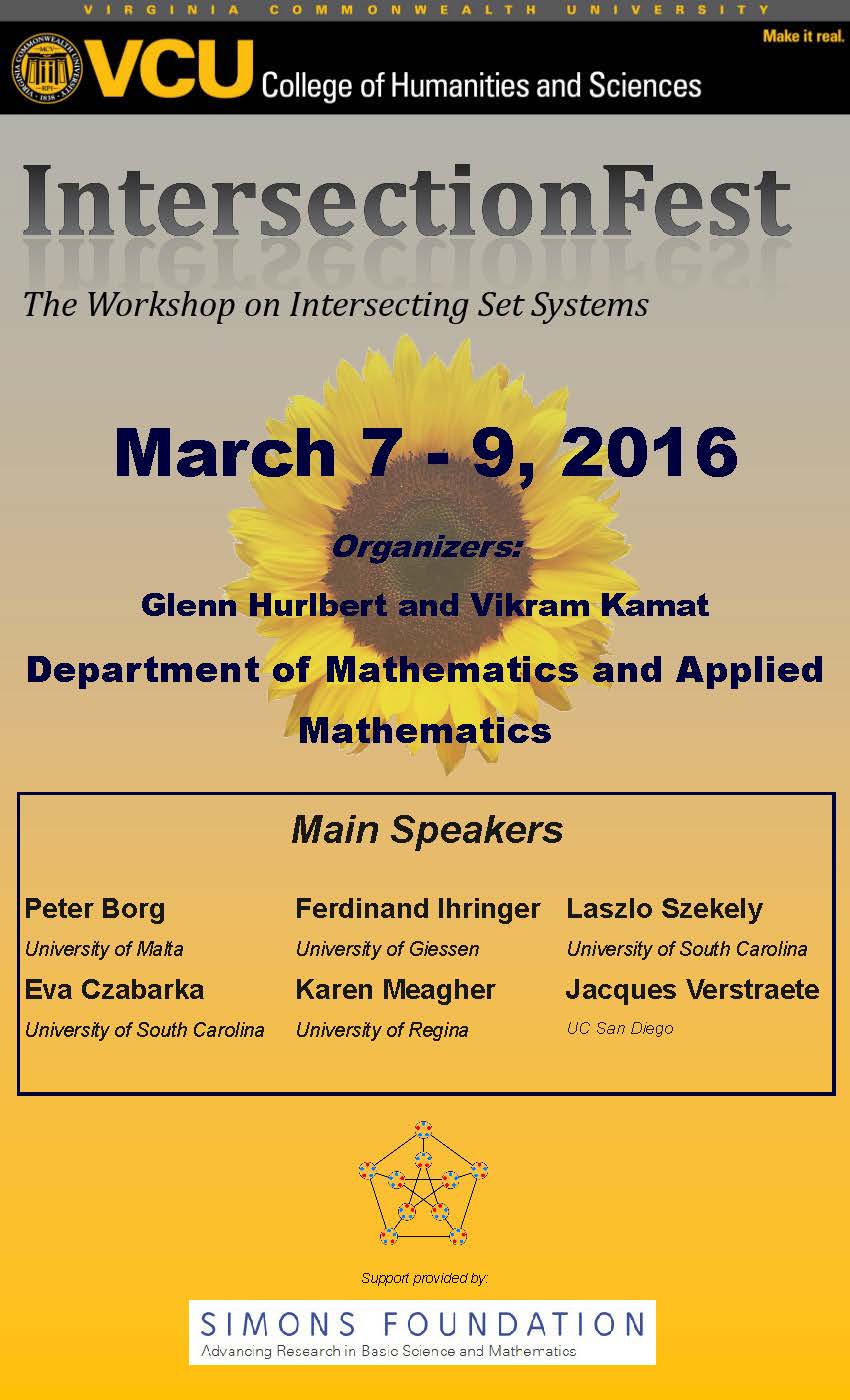 VIRGINIA COMMONWEALTH UNIVERSITY
Make it real.
VCU College of Humanities and Sciences
IntersectionFest
The Workshop on Intersecting Set Systems
March 7 - 9, 2016
Organizers:
Glenn Hurlbert and Vikram Kamat
Department of Mathematics and Applied
Mathematics
Main Speakers
Peter Borg Ferdinand Ihringer Laszlo Szekely
University of Malta University of Giessen University of South Carolina
Eva Czabarka Karen Meagher Jacques Verstraete
University of South Carolina University of Regina UC San Diego
Support provided by:
SIMONS FOUNDATION
Advancing Research in Basic Science and Mathematics